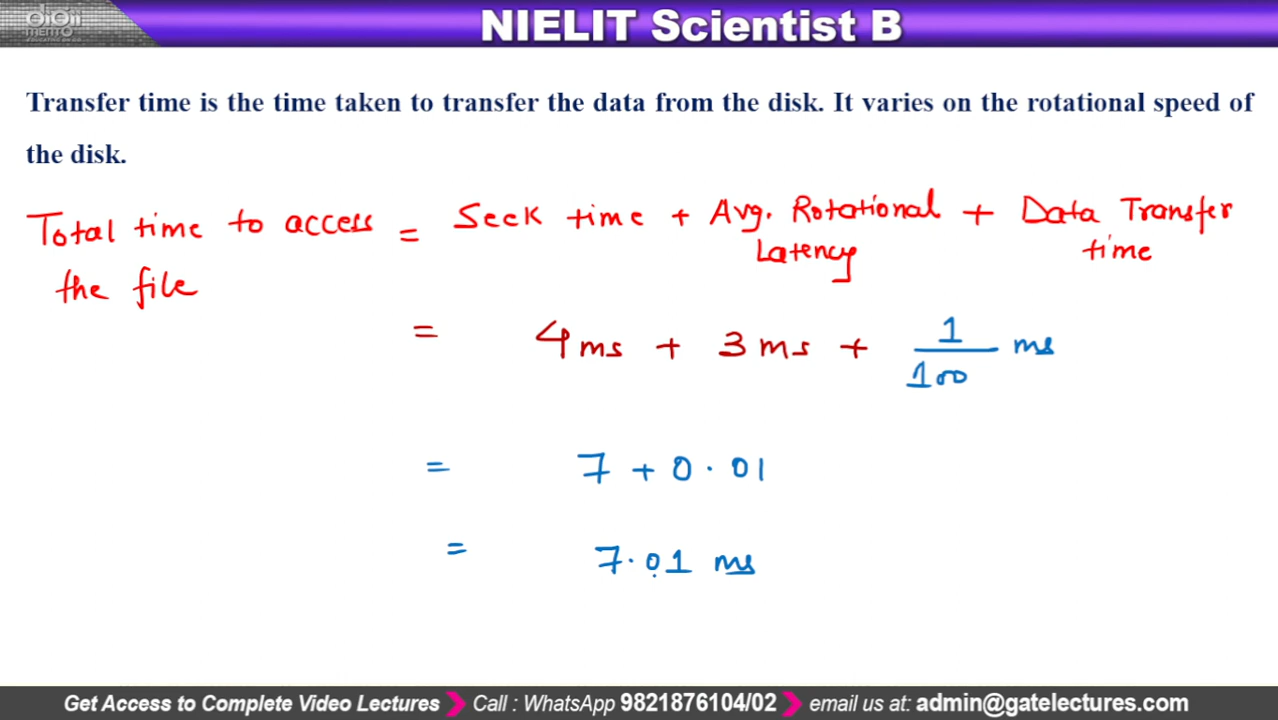 digii
MENTO
EDUCATION
NIELIT Scientist B
Transfer time is the time taken to transfer the data from the disk. It varies on the rotational speed of
the disk.
Total time to access = Seek time + Avg. Rotational Latency + Data Transfer time
the file
= 4ms + 3ms + 1/100 ms
= 7 + 0.01
= 7.01 ms
Get Access to Complete Video Lectures Call : WhatsApp 9821876104/02 email us at: admin@gatelectures.com